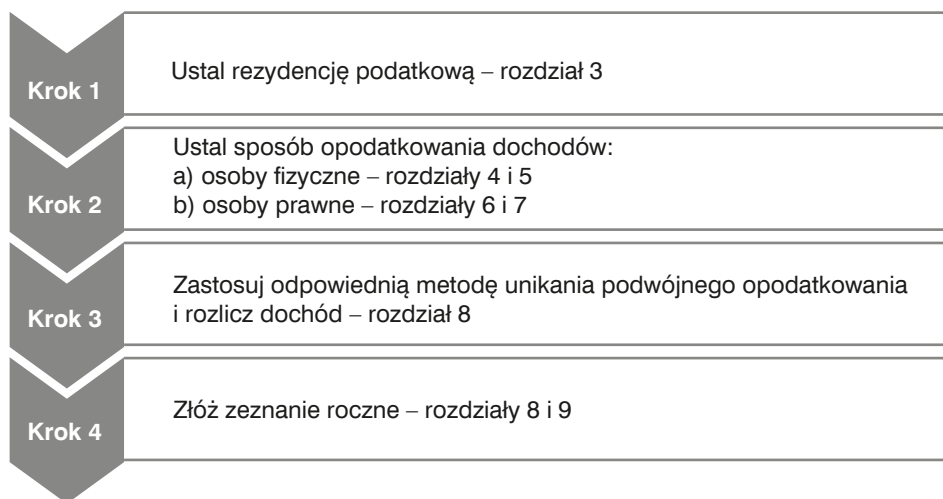 Krok 1
Ustal rezydencję podatkową – rozdział 3
Krok 2
Ustal sposób opodatkowania dochodów:
a) osoby fizyczne – rozdziały 4 i 5
b) osoby prawne – rozdziały 6 i 7
Krok 3
Zastosuj odpowiednią metodę unikania podwójnego opodatkowania
i rozlicz dochód – rozdział 8
Krok 4
Złóż zeznanie roczne – rozdziały 8 i 9